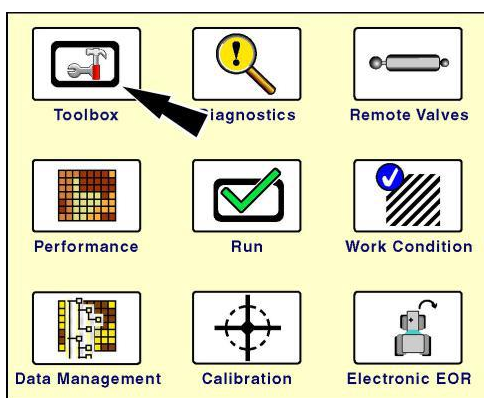 Toolbox
iagnostics
Remote Valves
Performance
Run
Work Condition
Data Management
Calibration
Electronic EOR